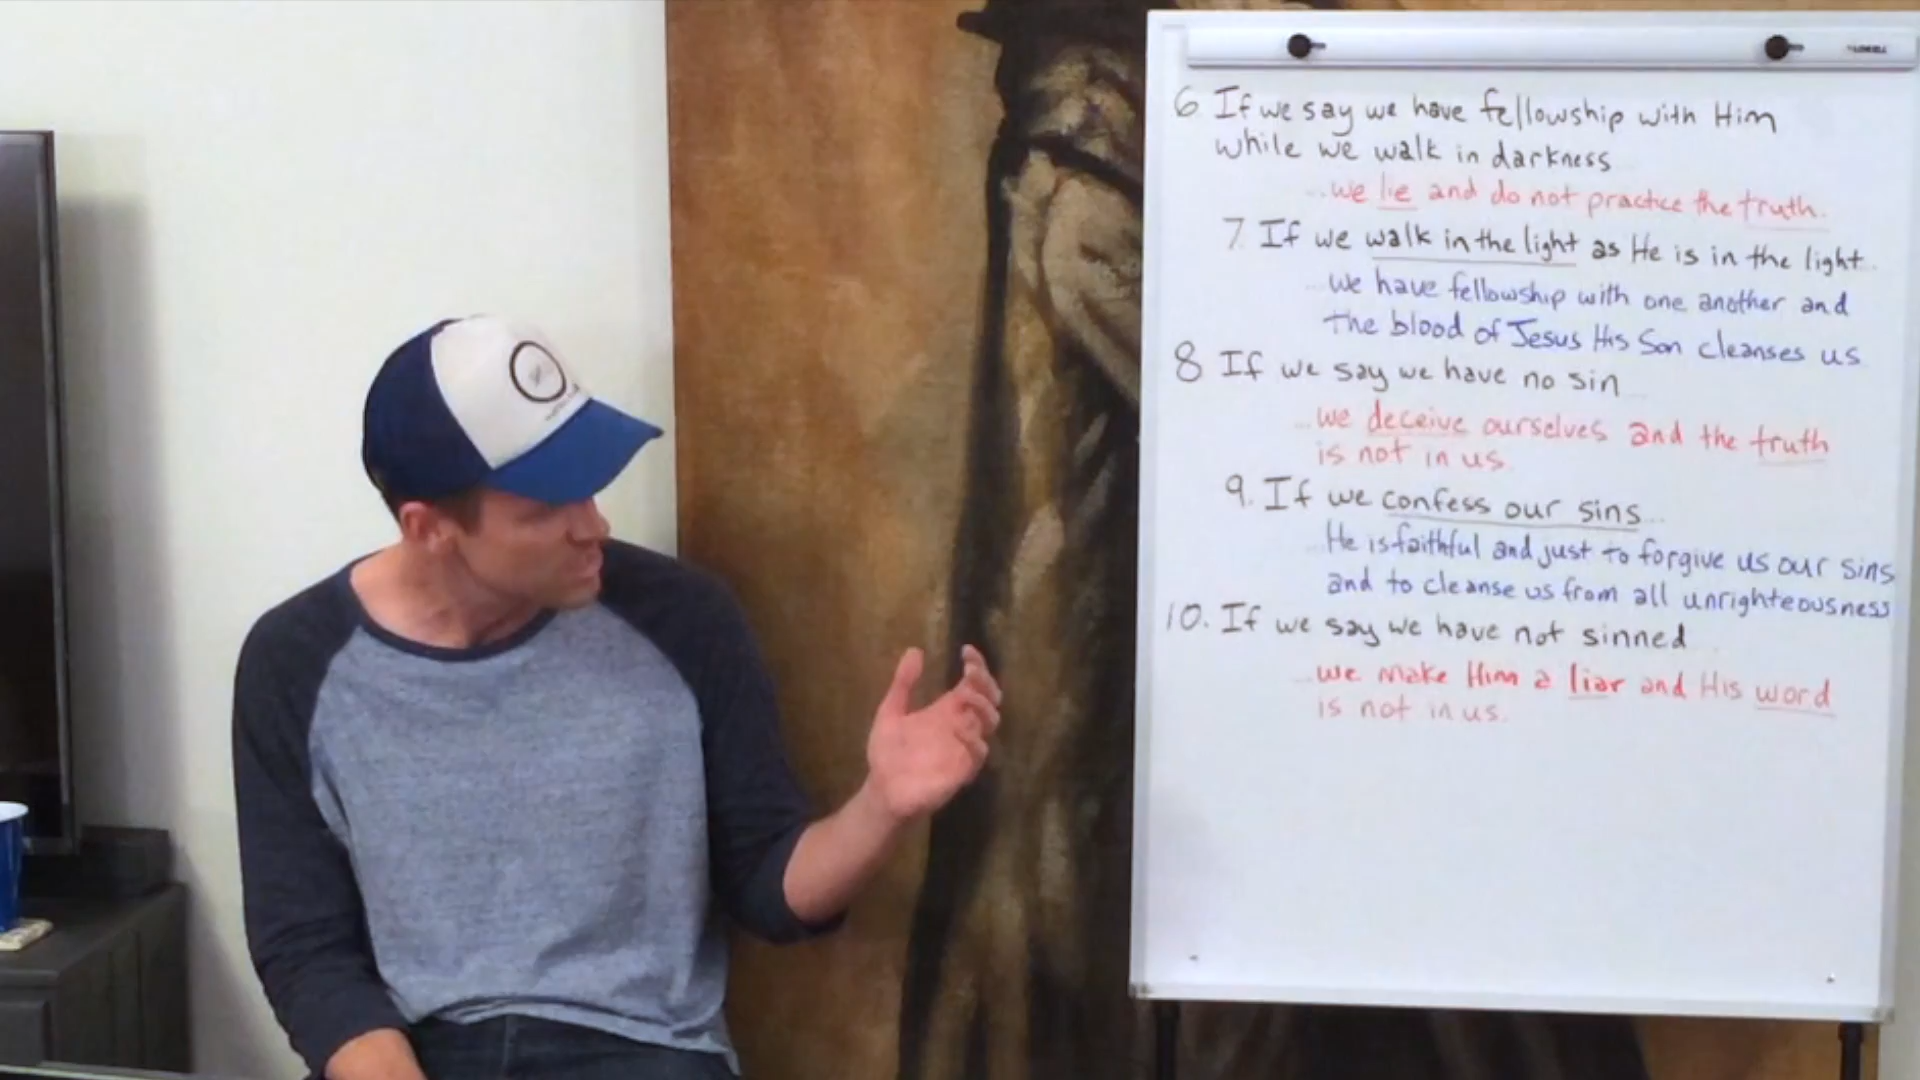 6 If we say we have fellowship with Him
while we walk in darkness
...we lie and do not practice the truth.
7. If we walk in the light as He is in the light...
...we have fellowship with one another and
the blood of Jesus His Son cleanses us
8 If we say we have no sin...
...we deceive ourselves and the truth
is not in us.
9. If we confess our sins...
...He is faithful and just to forgive us our sins
and to cleanse us from all unrighteousness
10. If we say we have not sinned...
...we make Him a liar and His word
is not in us.